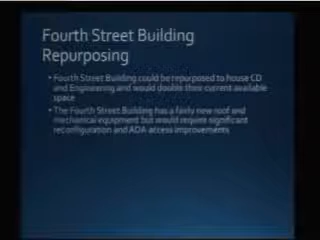 Fourth Street Building
Repurposing
• Fourth Street Building could be repurposed to house CD
and Engineering and would double their current available
space
• The Fourth Street Building has a fairly new roof and
mechanical equipment but would require significant
reconfiguration and ADA access improvements